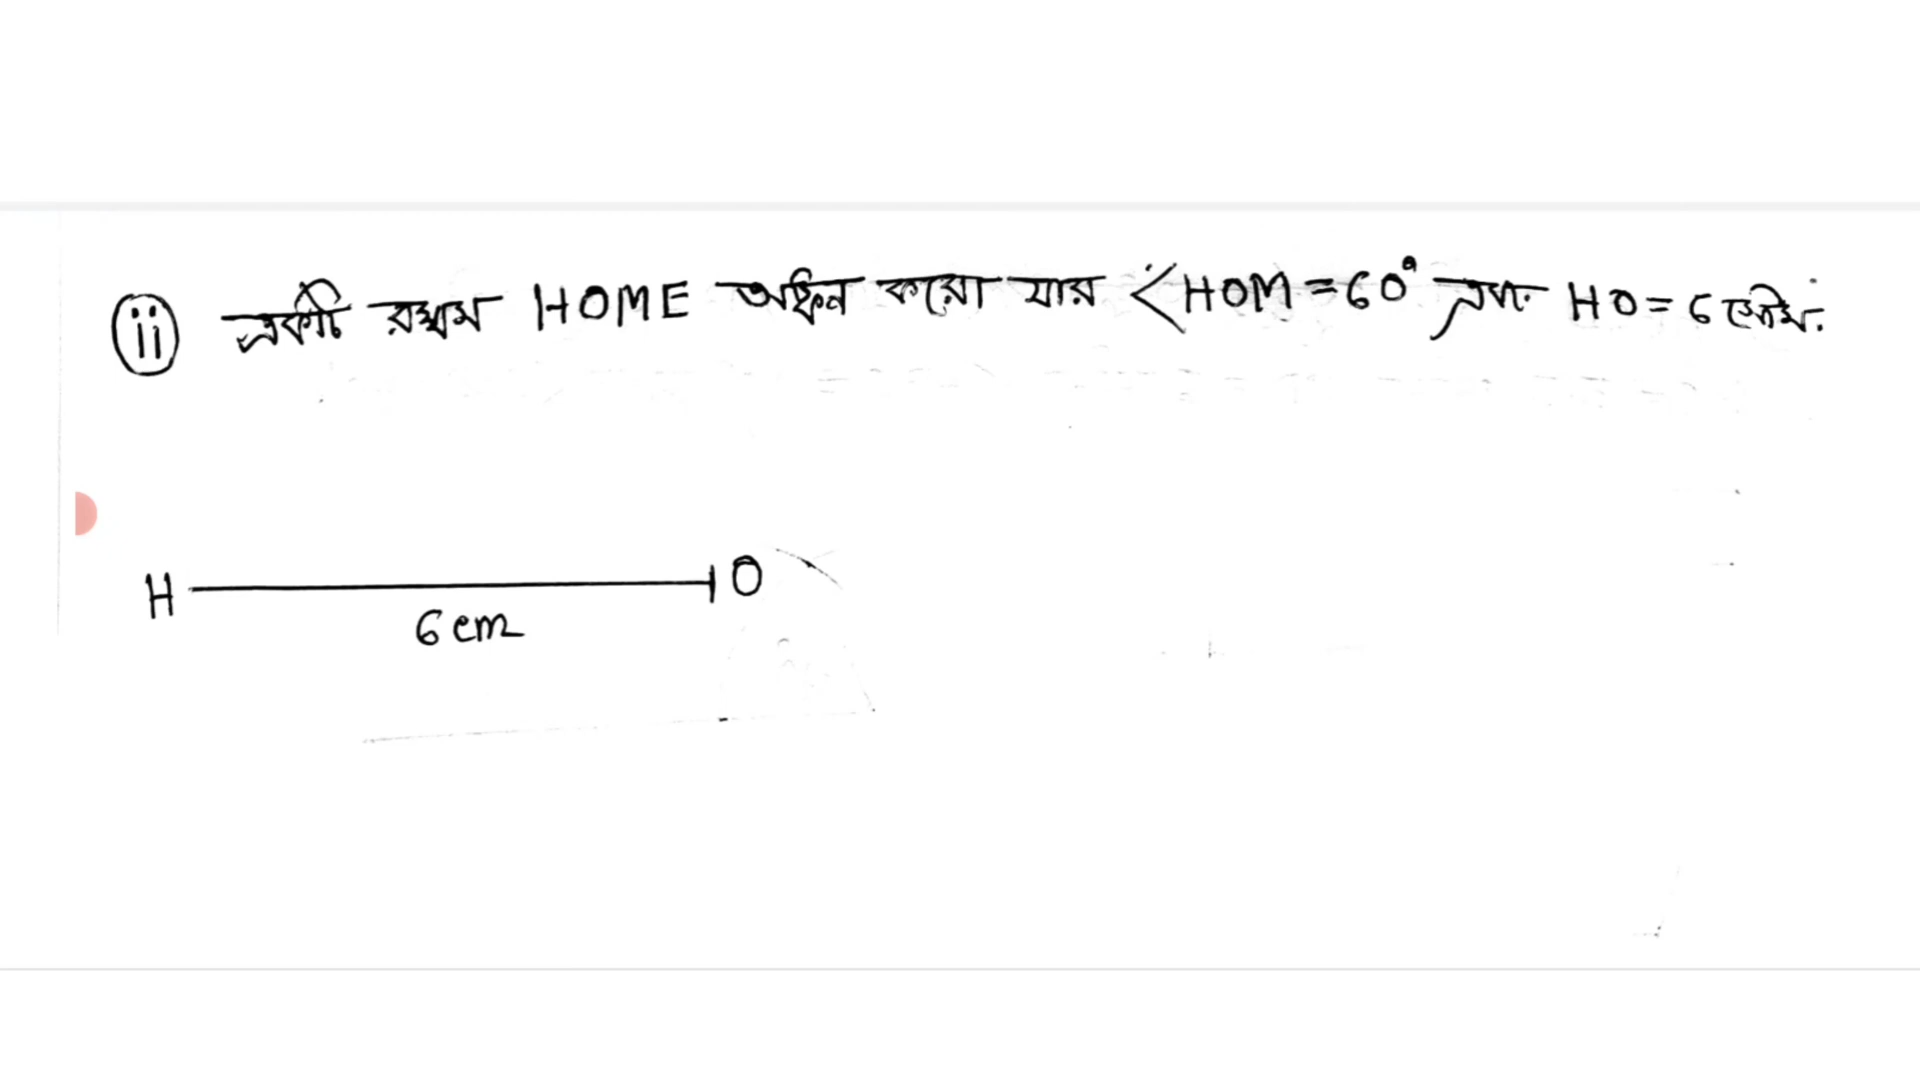 ii একটি রম্বস HOME অঙ্কন করো যার <HOM = 60° এবং HO = 6 সেমি.
H O
6 cm